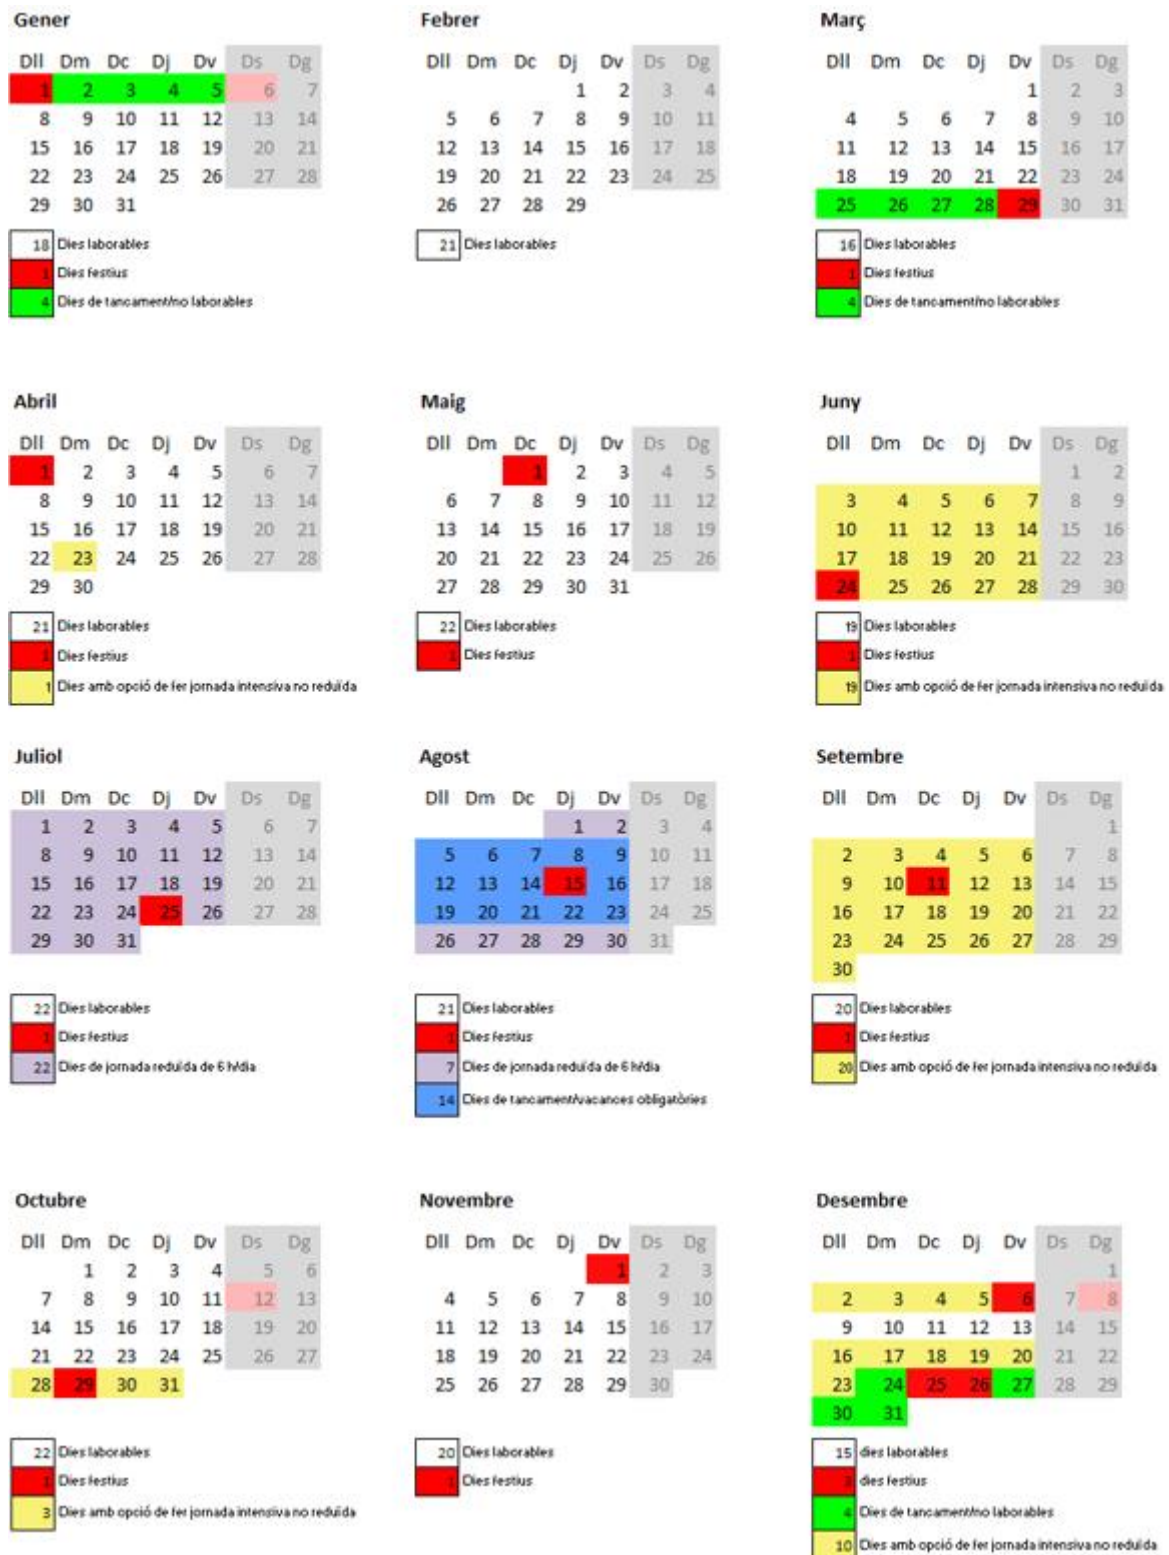 Gener
Dll Dm Dc Dj Dv Ds Dg
1 2 3 4 5 6 7
8 9 10 11 12 13 14
15 16 17 18 19 20 21
22 23 24 25 26 27 28
29 30 31
18 Dies laborables
1 Dies festius
4 Dies de tancament/no laborables
Febrer
Dll Dm Dc Dj Dv Ds Dg
1 2 3 4
5 6 7 8 9 10 11
12 13 14 15 16 17 18
19 20 21 22 23 24 25
26 27 28 29
21 Dies laborables
Març
Dll Dm Dc Dj Dv Ds Dg
1 2 3
4 5 6 7 8 9 10
11 12 13 14 15 16 17
18 19 20 21 22 23 24
25 26 27 28 29 30 31
16 Dies laborables
1 Dies festius
4 Dies de tancament/no laborables
Abril
Dll Dm Dc Dj Dv Ds Dg
1 2 3 4 5 6 7
8 9 10 11 12 13 14
15 16 17 18 19 20 21
22 23 24 25 26 27 28
29 30
21 Dies laborables
1 Dies festius
1 Dies amb opció de fer jornada intensiva no reduïda
Maig
Dll Dm Dc Dj Dv Ds Dg
1 2 3 4 5
6 7 8 9 10 11 12
13 14 15 16 17 18 19
20 21 22 23 24 25 26
27 28 29 30 31
22 Dies laborables
1 Dies festius
Juny
Dll Dm Dc Dj Dv Ds Dg
1 2
3 4 5 6 7 8 9
10 11 12 13 14 15 16
17 18 19 20 21 22 23
24 25 26 27 28 29 30
19 Dies laborables
1 Dies festius
19 Dies amb opció de fer jornada intensiva no reduïda
Juliol
Dll Dm Dc Dj Dv Ds Dg
1 2 3 4 5 6 7
8 9 10 11 12 13 14
15 16 17 18 19 20 21
22 23 24 25 26 27 28
29 30 31
22 Dies laborables
1 Dies festius
22 Dies de jornada reduïda de 6 h/dia
Agost
Dll Dm Dc Dj Dv Ds Dg
1 2 3 4
5 6 7 8 9 10 11
12 13 14 15 16 17 18
19 20 21 22 23 24 25
26 27 28 29 30 31
21 Dies laborables
1 Dies festius
7 Dies de jornada reduïda de 6 h/dia
14 Dies de tancament/vacances obligatòries
Setembre
Dll Dm Dc Dj Dv Ds Dg
1
2 3 4 5 6 7 8
9 10 11 12 13 14 15
16 17 18 19 20 21 22
23 24 25 26 27 28 29
30
20 Dies laborables
1 Dies festius
20 Dies amb opció de fer jornada intensiva no reduïda
Octubre
Dll Dm Dc Dj Dv Ds Dg
1 2 3 4 5 6
7 8 9 10 11 12 13
14 15 16 17 18 19 20
21 22 23 24 25 26 27
28 29 30 31
22 Dies laborables
1 Dies festius
3 Dies amb opció de fer jornada intensiva no reduïda
Novembre
Dll Dm Dc Dj Dv Ds Dg
1 2 3
4 5 6 7 8 9 10
11 12 13 14 15 16 17
18 19 20 21 22 23 24
25 26 27 28 29 30
20 Dies laborables
1 Dies festius
Desembre
Dll Dm Dc Dj Dv Ds Dg
1
2 3 4 5 6 7 8
9 10 11 12 13 14 15
16 17 18 19 20 21 22
23 24 25 26 27 28 29
30 31
15 dies laborables
3 dies festius
4 Dies de tancament/no laborables
10 Dies amb opció de fer jornada intensiva no reduïda